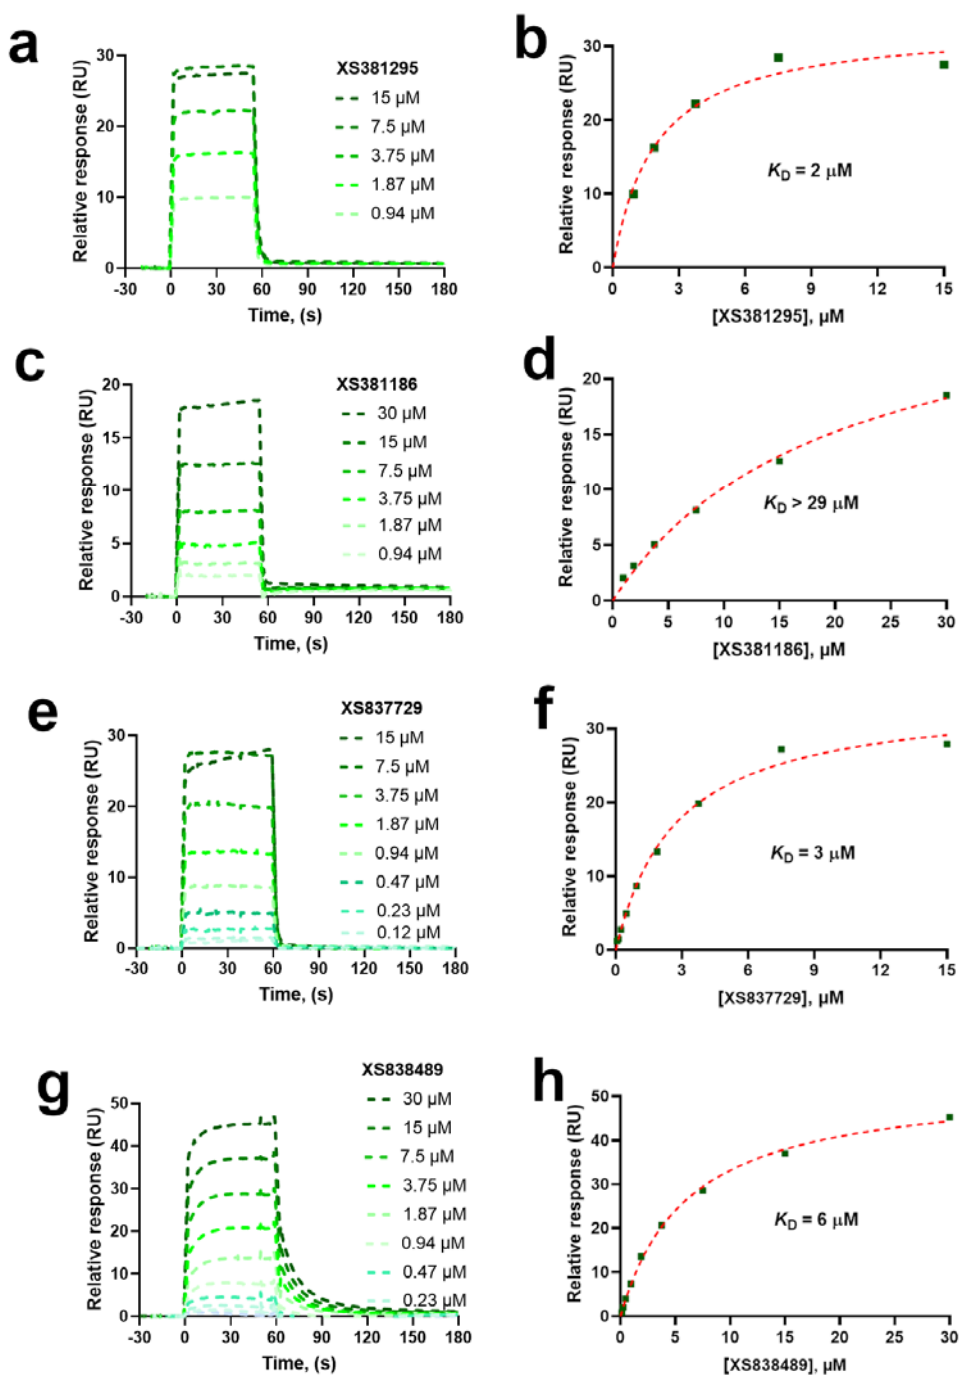 a
Relative response (RU)
30
20
10
0
-30 0 30 60 90 120 150 180
Time, (s)
XS381295
15 µM
7.5 µM
3.75 µM
1.87 µM
0.94 µM
b
Relative response (RU)
30
20
10
0
K_D = 2 µM
0 3 6 9 12 15
[XS381295], µM
c
Relative response (RU)
20
15
10
5
0
-30 0 30 60 90 120 150 180
Time, (s)
XS381186
30 µM
15 µM
7.5 µM
3.75 µM
1.87 µM
0.94 µM
d
Relative response (RU)
20
15
10
5
0
K_D > 29 µM
0 5 10 15 20 25 30
[XS381186], µM
e
Relative response (RU)
30
20
10
0
-30 0 30 60 90 120 150 180
Time, (s)
XS837729
15 µM
7.5 µM
3.75 µM
1.87 µM
0.94 µM
0.47 µM
0.23 µM
0.12 µM
f
Relative response (RU)
30
20
10
0
K_D = 3 µM
0 3 6 9 12 15
[XS837729], µM
g
Relative response (RU)
50
40
30
20
10
0
-30 0 30 60 90 120 150 180
Time, (s)
XS838489
30 µM
15 µM
7.5 µM
3.75 µM
1.87 µM
0.94 µM
0.47 µM
0.23 µM
h
Relative response (RU)
50
40
30
20
10
0
K_D = 6 µM
0 5 10 15 20 25 30
[XS838489], µM